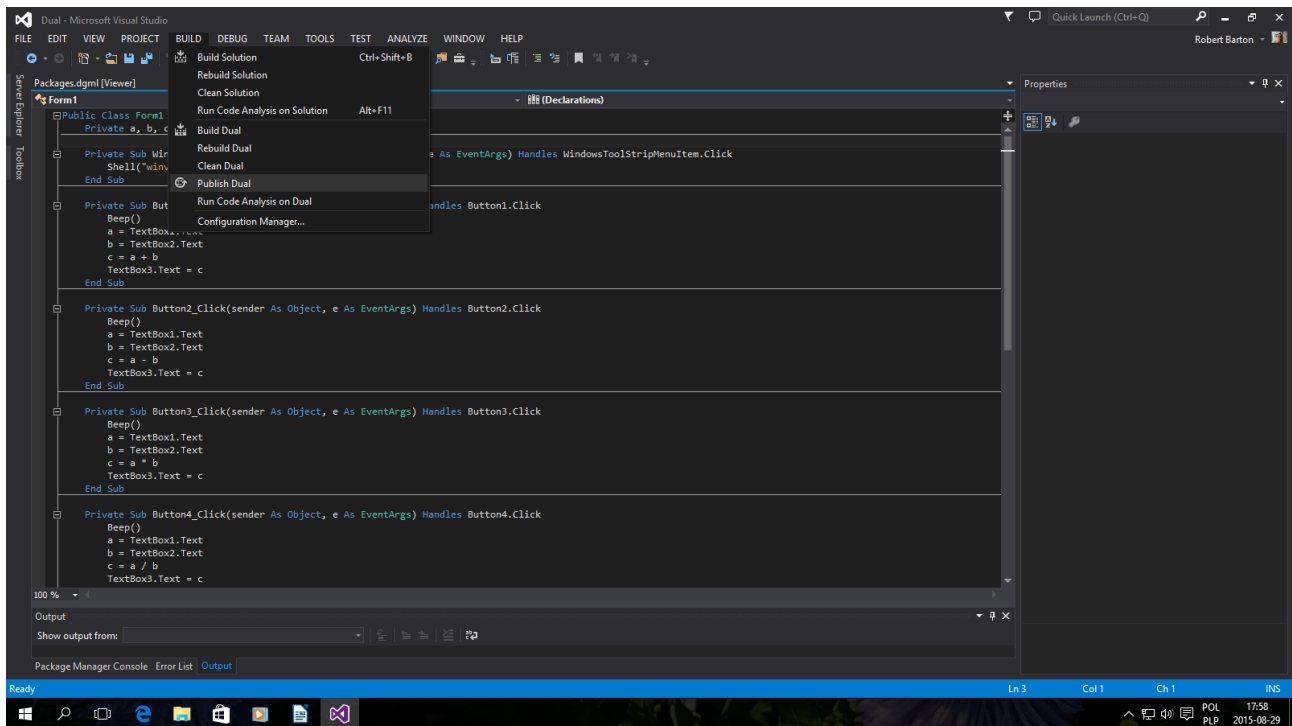 Dual - Microsoft Visual Studio
Quick Launch (Ctrl+Q)
FILE EDIT VIEW PROJECT BUILD DEBUG TEAM TOOLS TEST ANALYZE WINDOW HELP
Robert Barton
Build Solution Ctrl+Shift+B
Rebuild Solution
Clean Solution
Run Code Analysis on Solution Alt+F11
Build Dual
Rebuild Dual
Clean Dual
Publish Dual
Run Code Analysis on Dual
Configuration Manager...
Server Explorer
Toolbox
Packages.dgml [Viewer]
Form1
(Declarations)
Public Class Form1
Private a, b, c
Private Sub Win e As EventArgs) Handles WindowsToolStripMenuItem.Click
Shell("winv
End Sub
Private Sub But andles Button1.Click
Beep()
a = TextBox1.Text
b = TextBox2.Text
c = a + b
TextBox3.Text = c
End Sub
Private Sub Button2_Click(sender As Object, e As EventArgs) Handles Button2.Click
Beep()
a = TextBox1.Text
b = TextBox2.Text
c = a - b
TextBox3.Text = c
End Sub
Private Sub Button3_Click(sender As Object, e As EventArgs) Handles Button3.Click
Beep()
a = TextBox1.Text
b = TextBox2.Text
c = a * b
TextBox3.Text = c
End Sub
Private Sub Button4_Click(sender As Object, e As EventArgs) Handles Button4.Click
Beep()
a = TextBox1.Text
b = TextBox2.Text
c = a / b
TextBox3.Text = c
100 %
Properties
Output
Show output from:
Package Manager Console Error List Output
Ready Ln 3 Col 1 Ch 1 INS
POL 17:58
PLP 2015-08-29